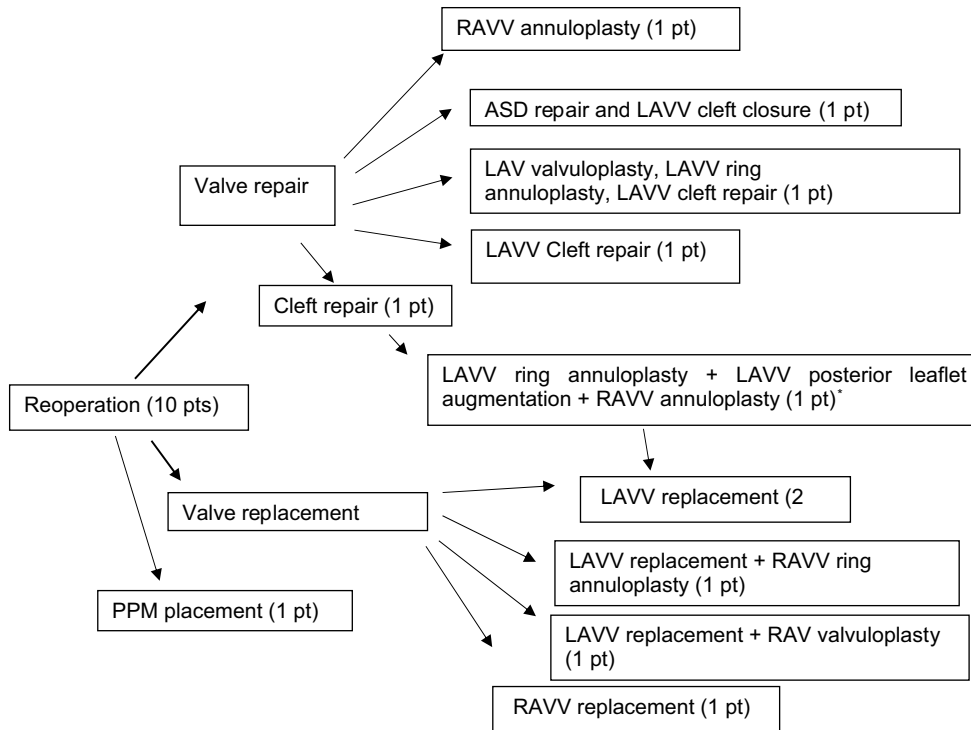 RAVV annuloplasty (1 pt)
ASD repair and LAVV cleft closure (1 pt)
Valve repair
LAV valvuloplasty, LAVV ring
annuloplasty, LAVV cleft repair (1 pt)
LAVV Cleft repair (1 pt)
Cleft repair (1 pt)
LAVV ring annuloplasty + LAVV posterior leaflet
augmentation + RAVV annuloplasty (1 pt)*
Reoperation (10 pts)
LAVV replacement (2
Valve replacement
LAVV replacement + RAVV ring
annuloplasty (1 pt)
PPM placement (1 pt)
LAVV replacement + RAV valvuloplasty
(1 pt)
RAVV replacement (1 pt)